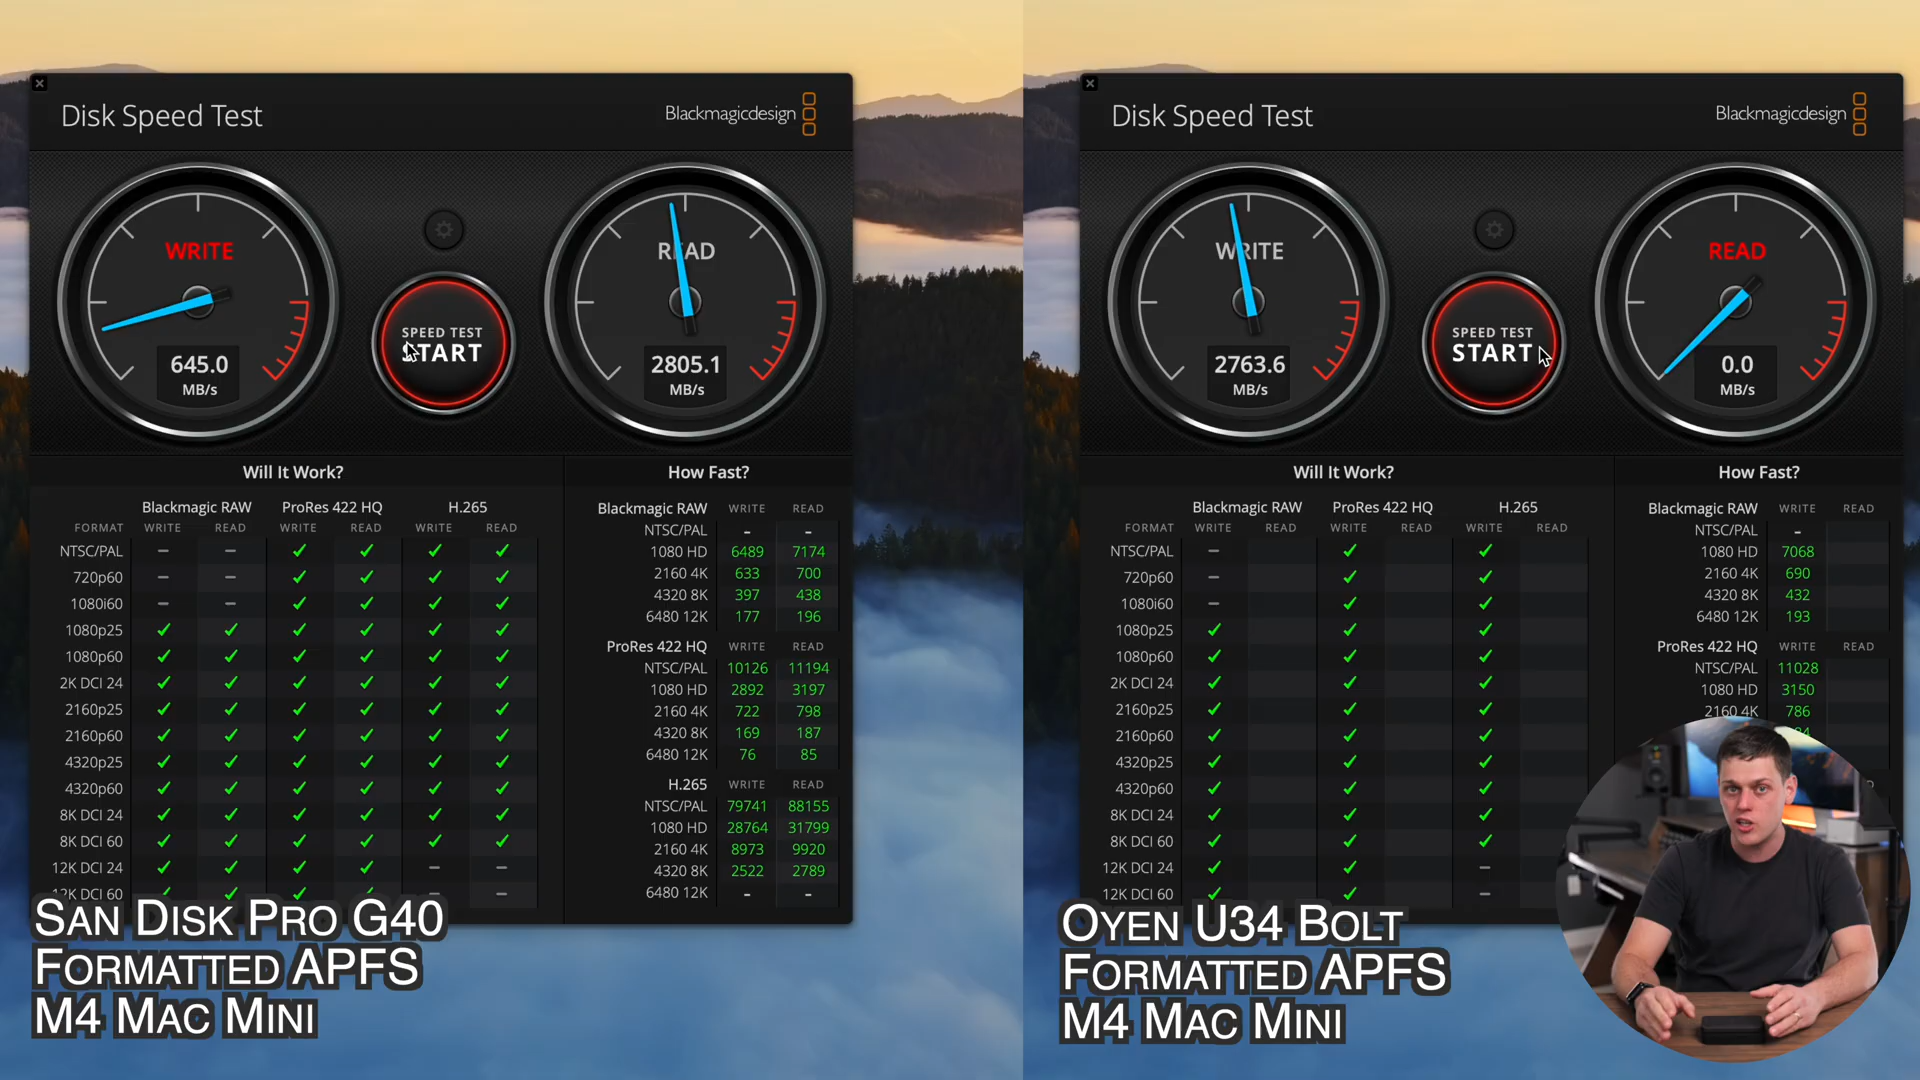 Disk Speed Test
Blackmagicdesign
WRITE
645.0
MB/s
SPEED TEST
START
READ
2805.1
MB/s
Will It Work?
Blackmagic RAW ProRes 422 HQ H.265
FORMAT WRITE READ WRITE READ WRITE READ
NTSC/PAL – – ✓ ✓ ✓ ✓
720p60 – – ✓ ✓ ✓ ✓
1080i60 – – ✓ ✓ ✓ ✓
1080p25 ✓ ✓ ✓ ✓ ✓ ✓
1080p60 ✓ ✓ ✓ ✓ ✓ ✓
2K DCI 24 ✓ ✓ ✓ ✓ ✓ ✓
2160p25 ✓ ✓ ✓ ✓ ✓ ✓
2160p60 ✓ ✓ ✓ ✓ ✓ ✓
4320p25 ✓ ✓ ✓ ✓ ✓ ✓
4320p60 ✓ ✓ ✓ ✓ ✓ ✓
8K DCI 24 ✓ ✓ ✓ ✓ ✓ ✓
8K DCI 60 ✓ ✓ ✓ ✓ ✓ ✓
12K DCI 24 ✓ ✓ ✓ ✓ – –
12K DCI 60 ✓ ✓ ✓ ✓ – –
How Fast?
Blackmagic RAW WRITE READ
NTSC/PAL - -
1080 HD 6489 7174
2160 4K 633 700
4320 8K 397 438
6480 12K 177 196
ProRes 422 HQ WRITE READ
NTSC/PAL 10126 11194
1080 HD 2892 3197
2160 4K 722 798
4320 8K 169 187
6480 12K 76 85
H.265 WRITE READ
NTSC/PAL 79741 88155
1080 HD 28764 31799
2160 4K 8973 9920
4320 8K 2522 2789
6480 12K - -
San Disk Pro G40
Formatted APFS
M4 Mac Mini
Disk Speed Test
Blackmagicdesign
WRITE
2763.6
MB/s
SPEED TEST
START
READ
0.0
MB/s
Will It Work?
Blackmagic RAW ProRes 422 HQ H.265
FORMAT WRITE READ WRITE READ WRITE READ
NTSC/PAL – ✓ ✓
720p60 – ✓ ✓
1080i60 – ✓ ✓
1080p25 ✓ ✓ ✓
1080p60 ✓ ✓ ✓
2K DCI 24 ✓ ✓ ✓
2160p25 ✓ ✓ ✓
2160p60 ✓ ✓ ✓
4320p25 ✓ ✓ ✓
4320p60 ✓ ✓ ✓
8K DCI 24 ✓ ✓ ✓
8K DCI 60 ✓ ✓ ✓
12K DCI 24 ✓ ✓ –
12K DCI 60 ✓ ✓ –
How Fast?
Blackmagic RAW WRITE READ
NTSC/PAL -
1080 HD 7068
2160 4K 690
4320 8K 432
6480 12K 193
ProRes 422 HQ WRITE READ
NTSC/PAL 11028
1080 HD 3150
2160 4K 786
Oyen U34 Bolt
Formatted APFS
M4 Mac Mini